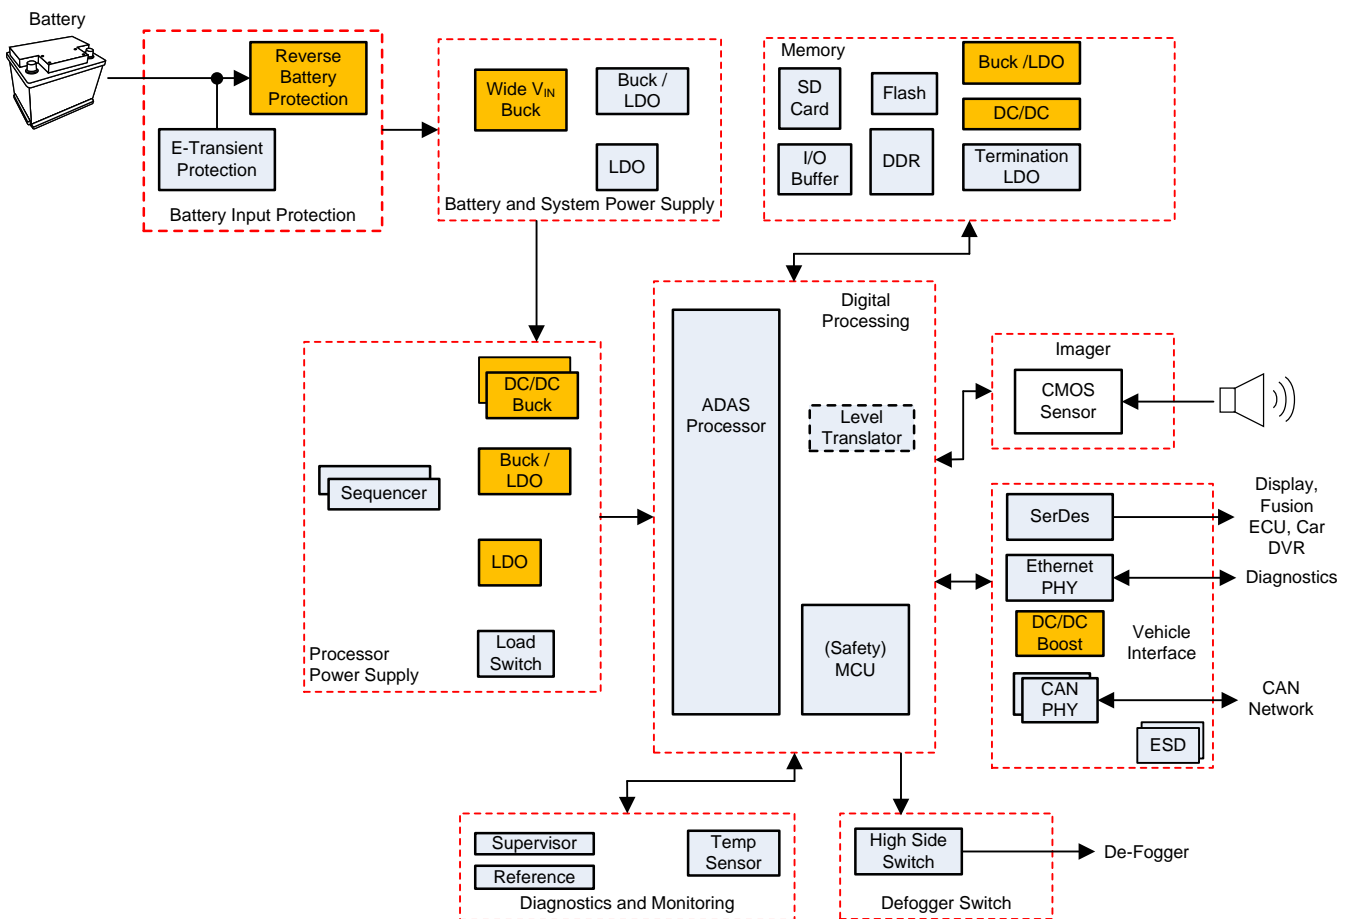 Battery
Reverse
Battery
Protection
E-Transient
Protection
Battery Input Protection
Wide VIN
Buck
Buck /
LDO
LDO
Battery and System Power Supply
Memory
SD
Card
Flash
Buck /LDO
DC/DC
I/O
Buffer
DDR
Termination
LDO
Digital
Processing
ADAS
Processor
Level
Translator
(Safety)
MCU
DC/DC
Buck
Buck /
LDO
Sequencer
LDO
Load
Switch
Processor
Power Supply
Imager
CMOS
Sensor
SerDes
Display,
Fusion
ECU, Car
DVR
Ethernet
PHY
Diagnostics
DC/DC
Boost
Vehicle
Interface
CAN
PHY
CAN
Network
ESD
Supervisor
Reference
Temp
Sensor
Diagnostics and Monitoring
High Side
Switch
De-Fogger
Defogger Switch